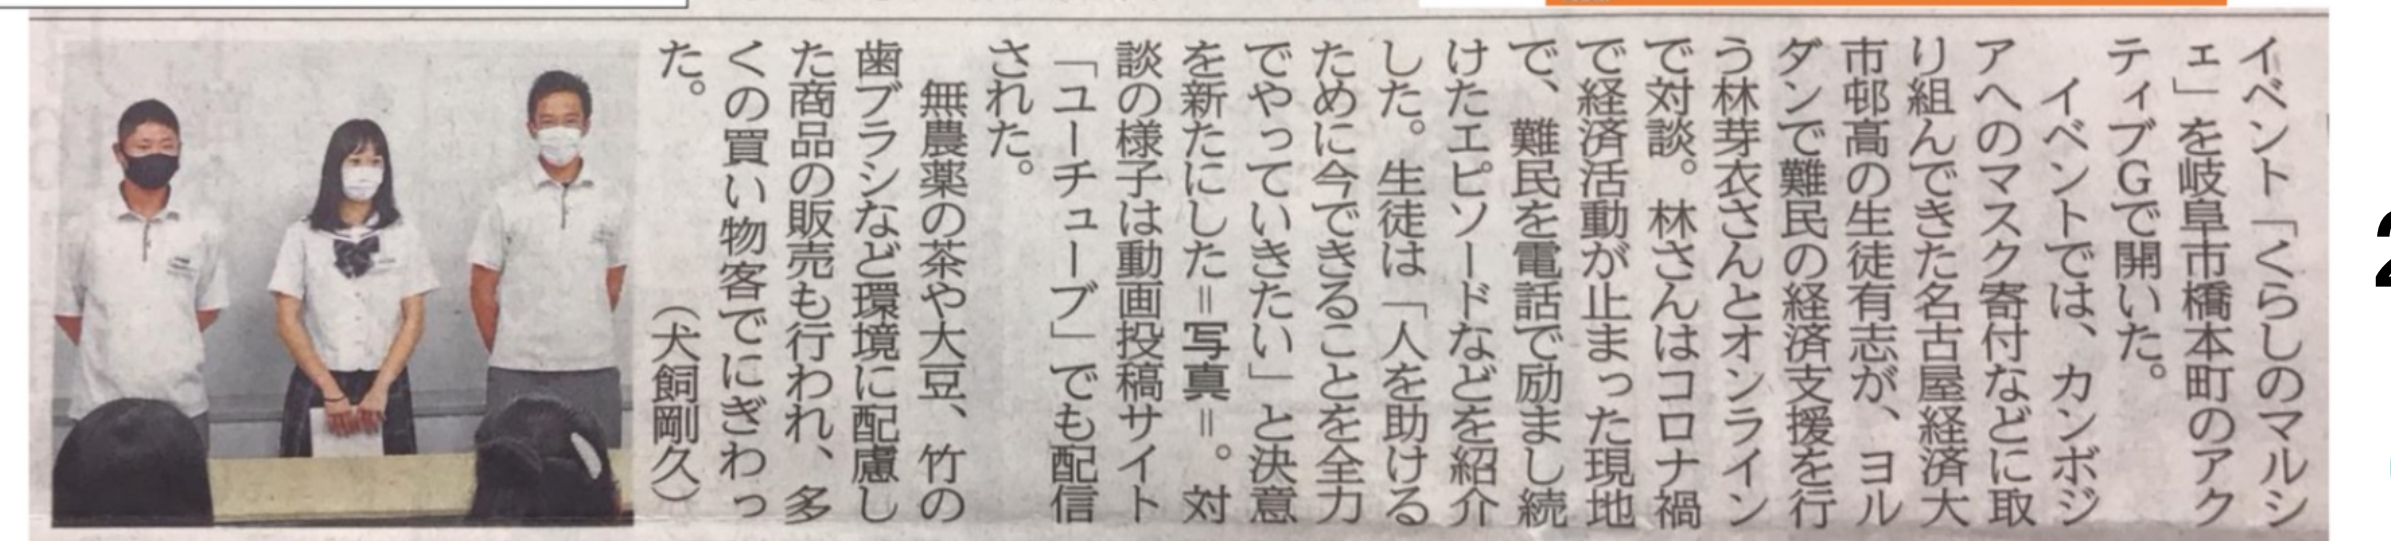 イベント「くらしのマルシ
ェ」を岐阜市橋本町のアク
ティブGで開いた。
イベントでは、カンボジ
アへのマスク寄付などに取
り組んできた名古屋経済大
市邨高の生徒有志が、ヨル
ダンで難民の経済支援を行
う林芽衣さんとオンライン
で対談。林さんはコロナ禍
で経済活動が止まった現地
で、難民を電話で励まし続
けたエピソードなどを紹介
した。生徒は「人を助ける
ために今できることを全力
でやっていきたい」と決意
を新たにした＝写真＝。対
談の様子は動画投稿サイト
「ユーチューブ」でも配信
された。
無農薬の茶や大豆、竹の
歯ブラシなど環境に配慮し
た商品の販売も行われ、多
くの買い物客でにぎわっ
た。（犬飼剛久）